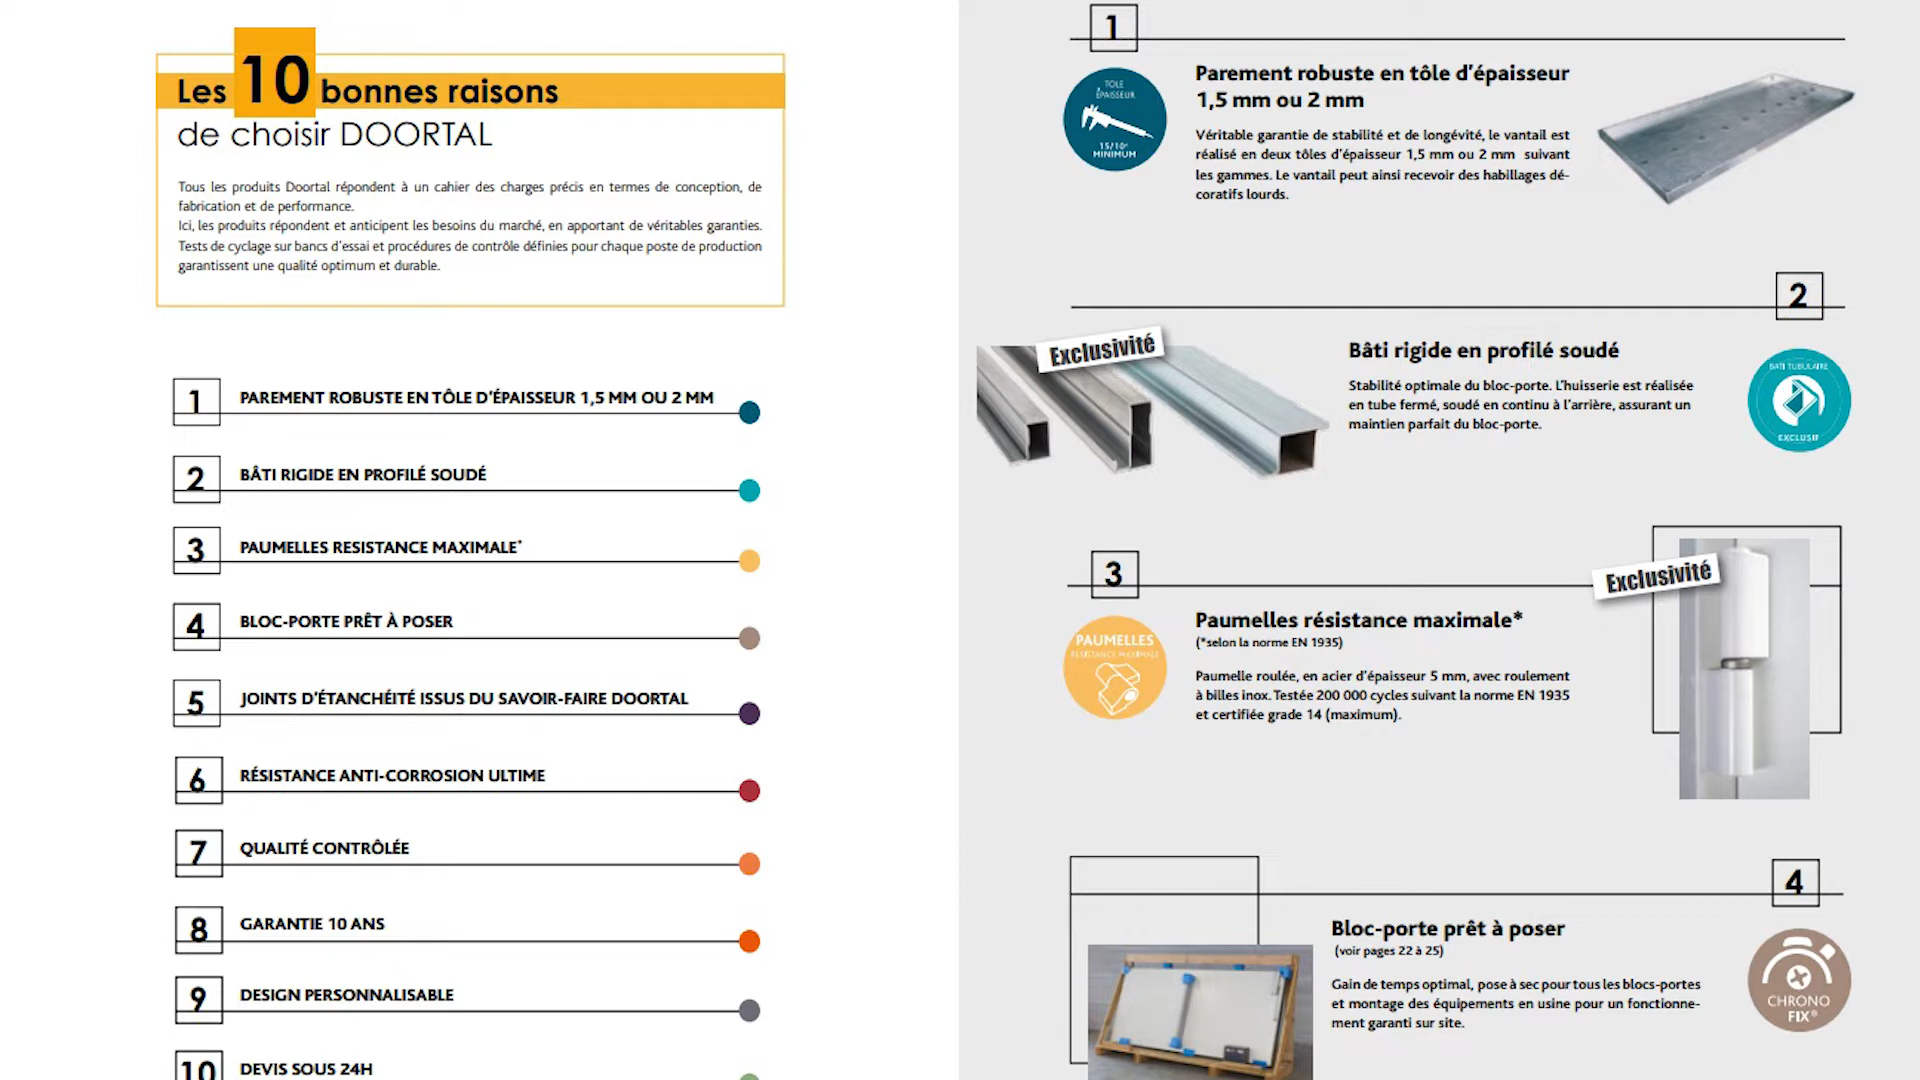 Les 10 bonnes raisons
de choisir DOORTAL
Tous les produits Doortal répondent à un cahier des charges précis en termes de conception, de
fabrication et de performance.
Ici, les produits répondent et anticipent les besoins du marché, en apportant de véritables garanties.
Tests de cyclage sur bancs d'essai et procédures de contrôle définies pour chaque poste de production
garantissent une qualité optimum et durable.
1 PAREMENT ROBUSTE EN TÔLE D'ÉPAISSEUR 1,5 MM OU 2 MM
2 BÂTI RIGIDE EN PROFILÉ SOUDÉ
3 PAUMELLES RESISTANCE MAXIMALE*
4 BLOC-PORTE PRÊT À POSER
5 JOINTS D'ÉTANCHÉITÉ ISSUS DU SAVOIR-FAIRE DOORTAL
6 RÉSISTANCE ANTI-CORROSION ULTIME
7 QUALITÉ CONTRÔLÉE
8 GARANTIE 10 ANS
9 DESIGN PERSONNALISABLE
10 DEVIS SOUS 24H
1
TOLE
ÉPAISSEUR
15/10e
MINIMUM
Parement robuste en tôle d'épaisseur
1,5 mm ou 2 mm
Véritable garantie de stabilité et de longévité, le vantail est
réalisé en deux tôles d'épaisseur 1,5 mm ou 2 mm suivant
les gammes. Le vantail peut ainsi recevoir des habillages dé-
coratifs lourds.
2
Exclusivité
Bâti rigide en profilé soudé
Stabilité optimale du bloc-porte. L'huisserie est réalisée
en tube fermé, soudé en continu à l'arrière, assurant un
maintien parfait du bloc-porte.
BATI TUBULAIRE
EXCLUSIF
3
Exclusivité
PAUMELLES
RESISTANCE MAXIMALE
Paumelles résistance maximale*
(*selon la norme EN 1935)
Paumelle roulée, en acier d'épaisseur 5 mm, avec roulement
à billes inox. Testée 200 000 cycles suivant la norme EN 1935
et certifiée grade 14 (maximum).
4
Bloc-porte prêt à poser
(voir pages 22 à 25)
Gain de temps optimal, pose à sec pour tous les blocs-portes
et montage des équipements en usine pour un fonctionne-
ment garanti sur site.
CHRONO
FIX®